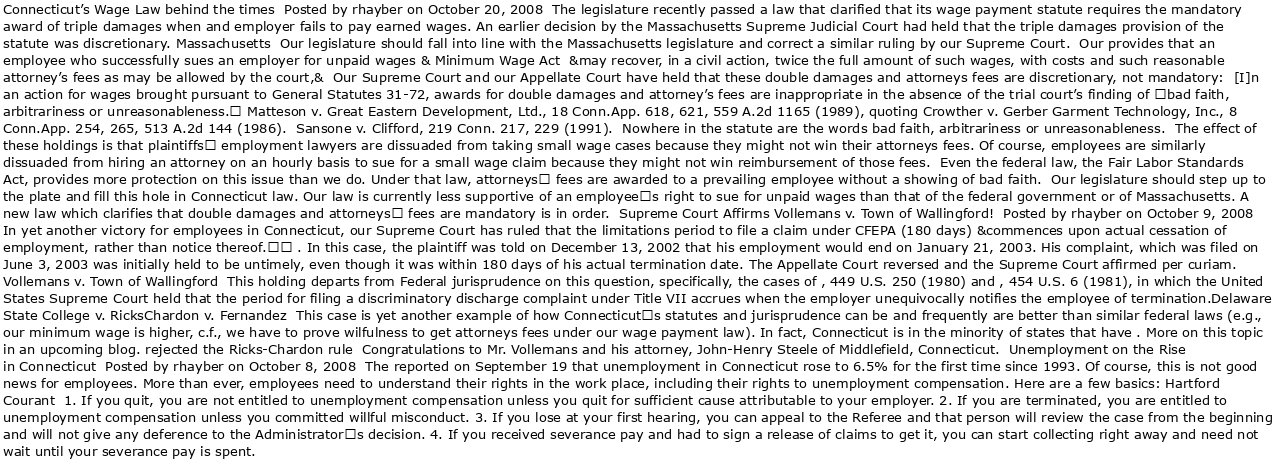 Connecticut’s Wage Law behind the times  Posted by rhayber on October 20, 2008  The legislature recently passed a law that clarified that its wage payment statute requires the mandatory
award of triple damages when and employer fails to pay earned wages. An earlier decision by the Massachusetts Supreme Judicial Court had held that the triple damages provision of the
statute was discretionary. Massachusetts  Our legislature should fall into line with the Massachusetts legislature and correct a similar ruling by our Supreme Court.  Our provides that an
employee who successfully sues an employer for unpaid wages & Minimum Wage Act  &may recover, in a civil action, twice the full amount of such wages, with costs and such reasonable
attorney’s fees as may be allowed by the court,&  Our Supreme Court and our Appellate Court have held that these double damages and attorneys fees are discretionary, not mandatory:  [I]n
an action for wages brought pursuant to General Statutes 31-72, awards for double damages and attorney’s fees are inappropriate in the absence of the trial court’s finding of □bad faith,
arbitrariness or unreasonableness.□ Matteson v. Great Eastern Development, Ltd., 18 Conn.App. 618, 621, 559 A.2d 1165 (1989), quoting Crowther v. Gerber Garment Technology, Inc., 8
Conn.App. 254, 265, 513 A.2d 144 (1986).  Sansone v. Clifford, 219 Conn. 217, 229 (1991).  Nowhere in the statute are the words bad faith, arbitrariness or unreasonableness.  The effect of
these holdings is that plaintiffs□ employment lawyers are dissuaded from taking small wage cases because they might not win their attorneys fees. Of course, employees are similarly
dissuaded from hiring an attorney on an hourly basis to sue for a small wage claim because they might not win reimbursement of those fees.  Even the federal law, the Fair Labor Standards
Act, provides more protection on this issue than we do. Under that law, attorneys□ fees are awarded to a prevailing employee without a showing of bad faith.  Our legislature should step up to
the plate and fill this hole in Connecticut law. Our law is currently less supportive of an employee□s right to sue for unpaid wages than that of the federal government or of Massachusetts. A
new law which clarifies that double damages and attorneys□ fees are mandatory is in order.  Supreme Court Affirms Vollemans v. Town of Wallingford!  Posted by rhayber on October 9, 2008
In yet another victory for employees in Connecticut, our Supreme Court has ruled that the limitations period to file a claim under CFEPA (180 days) &commences upon actual cessation of
employment, rather than notice thereof.□□ . In this case, the plaintiff was told on December 13, 2002 that his employment would end on January 21, 2003. His complaint, which was filed on
June 3, 2003 was initially held to be untimely, even though it was within 180 days of his actual termination date. The Appellate Court reversed and the Supreme Court affirmed per curiam.
Vollemans v. Town of Wallingford  This holding departs from Federal jurisprudence on this question, specifically, the cases of , 449 U.S. 250 (1980) and , 454 U.S. 6 (1981), in which the United
States Supreme Court held that the period for filing a discriminatory discharge complaint under Title VII accrues when the employer unequivocally notifies the employee of termination.Delaware
State College v. RicksChardon v. Fernandez  This case is yet another example of how Connecticut□s statutes and jurisprudence can be and frequently are better than similar federal laws (e.g.,
our minimum wage is higher, c.f., we have to prove wilfulness to get attorneys fees under our wage payment law). In fact, Connecticut is in the minority of states that have . More on this topic
in an upcoming blog. rejected the Ricks-Chardon rule  Congratulations to Mr. Vollemans and his attorney, John-Henry Steele of Middlefield, Connecticut.  Unemployment on the Rise
in Connecticut  Posted by rhayber on October 8, 2008  The reported on September 19 that unemployment in Connecticut rose to 6.5% for the first time since 1993. Of course, this is not good
news for employees. More than ever, employees need to understand their rights in the work place, including their rights to unemployment compensation. Here are a few basics: Hartford
Courant  1. If you quit, you are not entitled to unemployment compensation unless you quit for sufficient cause attributable to your employer. 2. If you are terminated, you are entitled to
unemployment compensation unless you committed willful misconduct. 3. If you lose at your first hearing, you can appeal to the Referee and that person will review the case from the beginning
and will not give any deference to the Administrator□s decision. 4. If you received severance pay and had to sign a release of claims to get it, you can start collecting right away and need not
wait until your severance pay is spent.